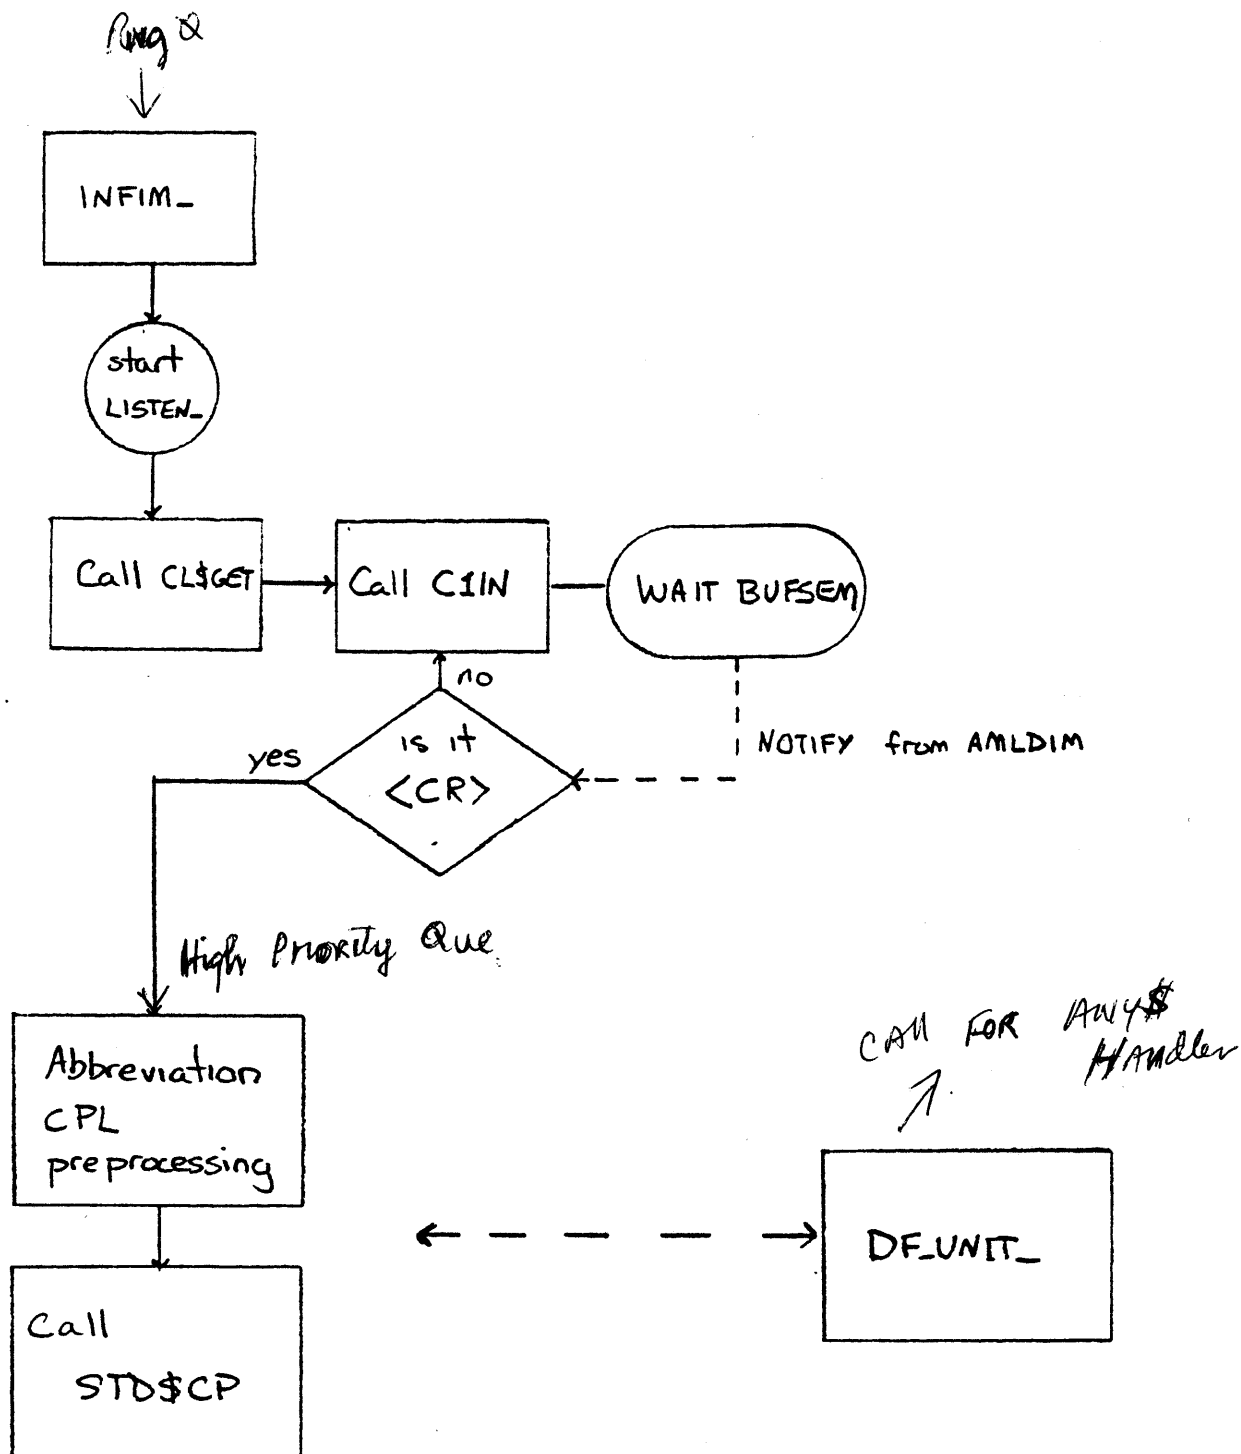 Ring 0
INFIM_
start
LISTEN_
Call CL$GET
Call C1IN
WAIT BUFSEM
no
is it
<CR>
yes
NOTIFY from AMLDIM
High Priority Que
CAll FOR ANY$
HANdler
Abbreviation
CPL
preprocessing
DF_UNIT_
Call
STD$CP